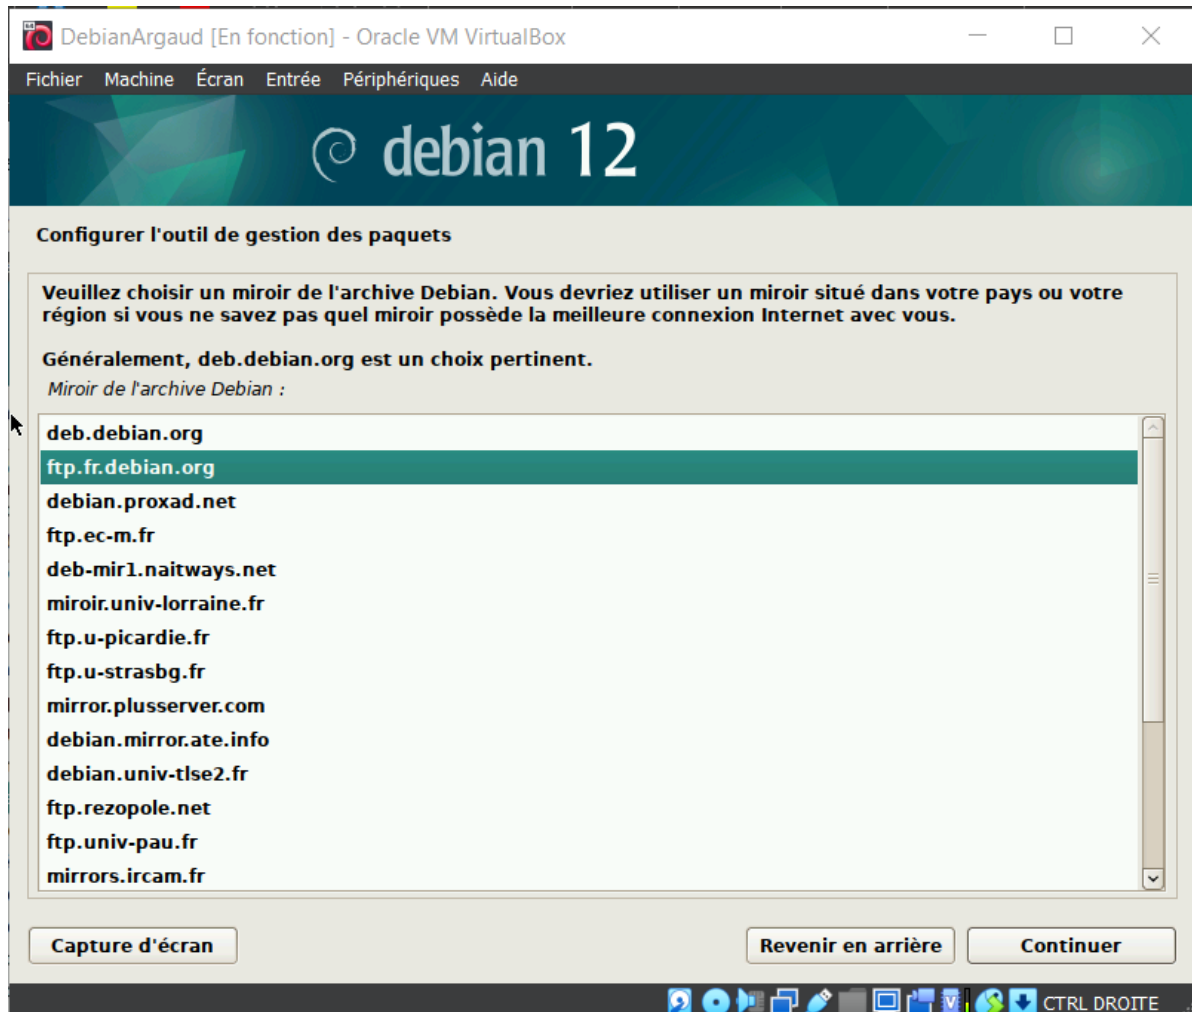 DebianArgaud [En fonction] - Oracle VM VirtualBox
Fichier Machine Écran Entrée Périphériques Aide
debian 12
Configurer l'outil de gestion des paquets
Veuillez choisir un miroir de l'archive Debian. Vous devriez utiliser un miroir situé dans votre pays ou votre
région si vous ne savez pas quel miroir possède la meilleure connexion Internet avec vous.
Généralement, deb.debian.org est un choix pertinent.
Miroir de l'archive Debian :
deb.debian.org
ftp.fr.debian.org
debian.proxad.net
ftp.ec-m.fr
deb-mir1.naitways.net
miroir.univ-lorraine.fr
ftp.u-picardie.fr
ftp.u-strasbg.fr
mirror.plusserver.com
debian.mirror.ate.info
debian.univ-tlse2.fr
ftp.rezopole.net
ftp.univ-pau.fr
mirrors.ircam.fr
Capture d'écran Revenir en arrière Continuer
CTRL DROITE